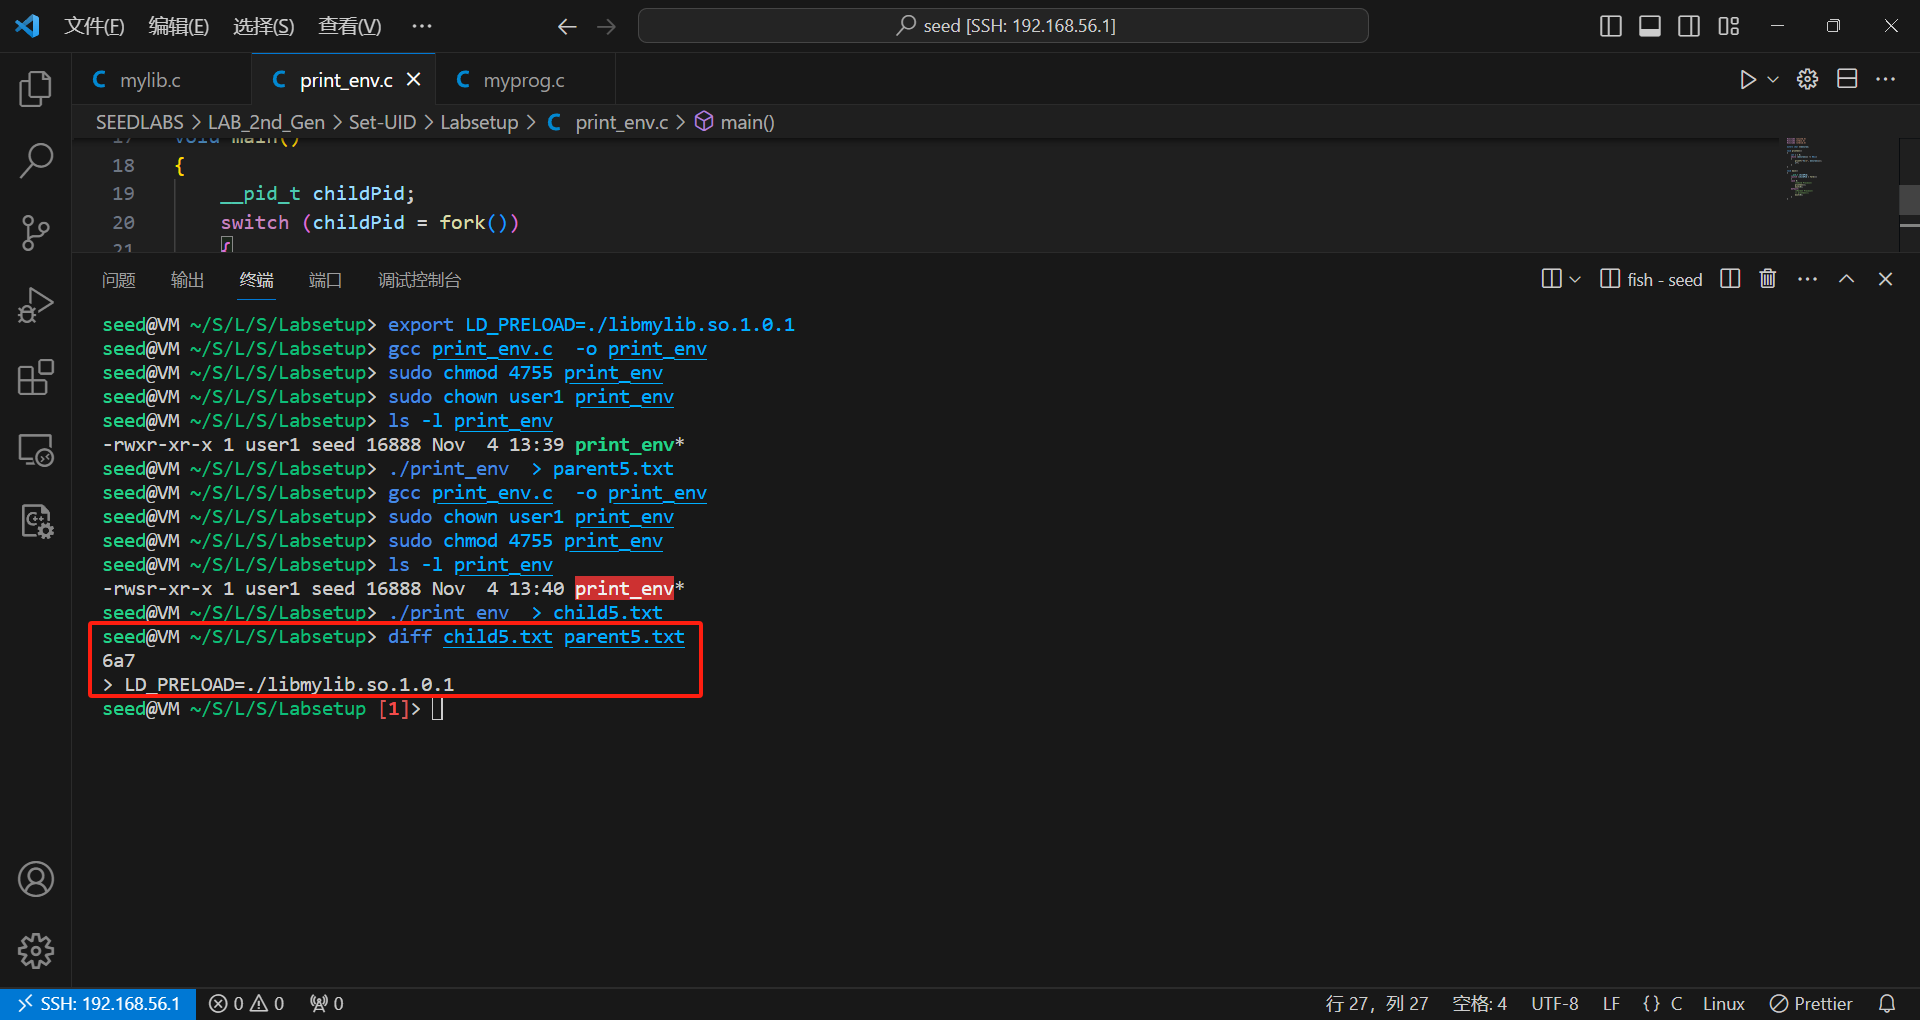 文件(F) 编辑(E) 选择(S) 查看(V) ··· seed [SSH: 192.168.56.1]
mylib.c print_env.c myprog.c
SEEDLABS > LAB_2nd_Gen > Set-UID > Labsetup > C print_env.c > main()
17 void main()
18 {
19 __pid_t childPid;
20 switch (childPid = fork())
21 {
问题 输出 终端 端口 调试控制台 fish - seed
seed@VM ~/S/L/S/Labsetup> export LD_PRELOAD=./libmylib.so.1.0.1
seed@VM ~/S/L/S/Labsetup> gcc print_env.c  -o print_env
seed@VM ~/S/L/S/Labsetup> sudo chmod 4755 print_env
seed@VM ~/S/L/S/Labsetup> sudo chown user1 print_env
seed@VM ~/S/L/S/Labsetup> ls -l print_env
-rwxr-xr-x 1 user1 seed 16888 Nov  4 13:39 print_env*
seed@VM ~/S/L/S/Labsetup> ./print_env  > parent5.txt
seed@VM ~/S/L/S/Labsetup> gcc print_env.c  -o print_env
seed@VM ~/S/L/S/Labsetup> sudo chown user1 print_env
seed@VM ~/S/L/S/Labsetup> sudo chmod 4755 print_env
seed@VM ~/S/L/S/Labsetup> ls -l print_env
-rwsr-xr-x 1 user1 seed 16888 Nov  4 13:40 print_env*
seed@VM ~/S/L/S/Labsetup> ./print_env  > child5.txt
seed@VM ~/S/L/S/Labsetup> diff child5.txt parent5.txt
6a7
> LD_PRELOAD=./libmylib.so.1.0.1
seed@VM ~/S/L/S/Labsetup [1]>
SSH: 192.168.56.1 0 0 0 行 27，列 27 空格: 4 UTF-8 LF {} C Linux Prettier